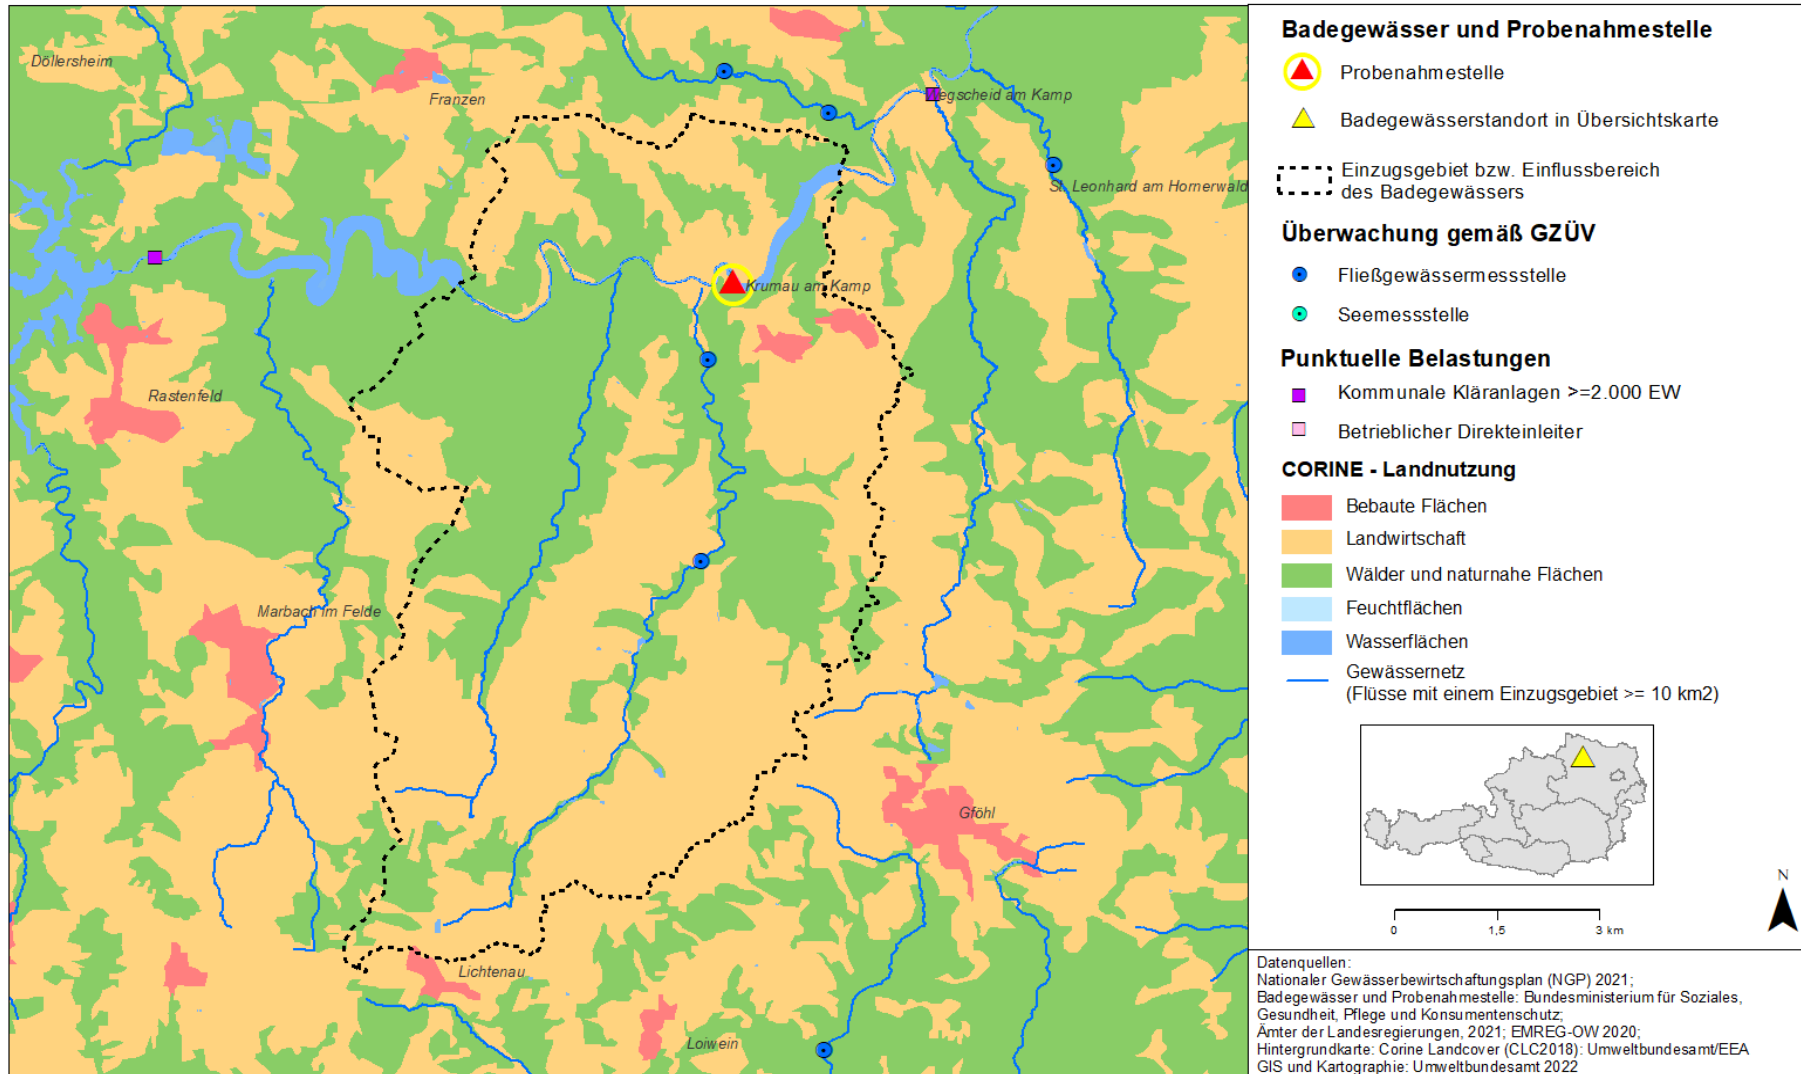 Döllersheim
Franzen
Wegscheid am Kamp
St. Leonhard am Hornerwald
Krumau am Kamp
Rastenfeld
Marbach im Felde
Gföhl
Lichtenau
Loiwein
Badegewässer und Probenahmestelle
Probenahmestelle
Badegewässerstandort in Übersichtskarte
Einzugsgebiet bzw. Einflussbereich
des Badegewässers
Überwachung gemäß GZÜV
Fließgewässermessstelle
Seemessstelle
Punktuelle Belastungen
Kommunale Kläranlagen >=2.000 EW
Betrieblicher Direkteinleiter
CORINE - Landnutzung
Bebaute Flächen
Landwirtschaft
Wälder und naturnahe Flächen
Feuchtflächen
Wasserflächen
Gewässernetz
(Flüsse mit einem Einzugsgebiet >= 10 km2)
N
0 1,5 3 km
Datenquellen:
Nationaler Gewässerbewirtschaftungsplan (NGP) 2021;
Badegewässer und Probenahmestelle: Bundesministerium für Soziales,
Gesundheit, Pflege und Konsumentenschutz;
Ämter der Landesregierungen, 2021; EMREG-OW 2020;
Hintergrundkarte: Corine Landcover (CLC2018): Umweltbundesamt/EEA
GIS und Kartographie: Umweltbundesamt 2022